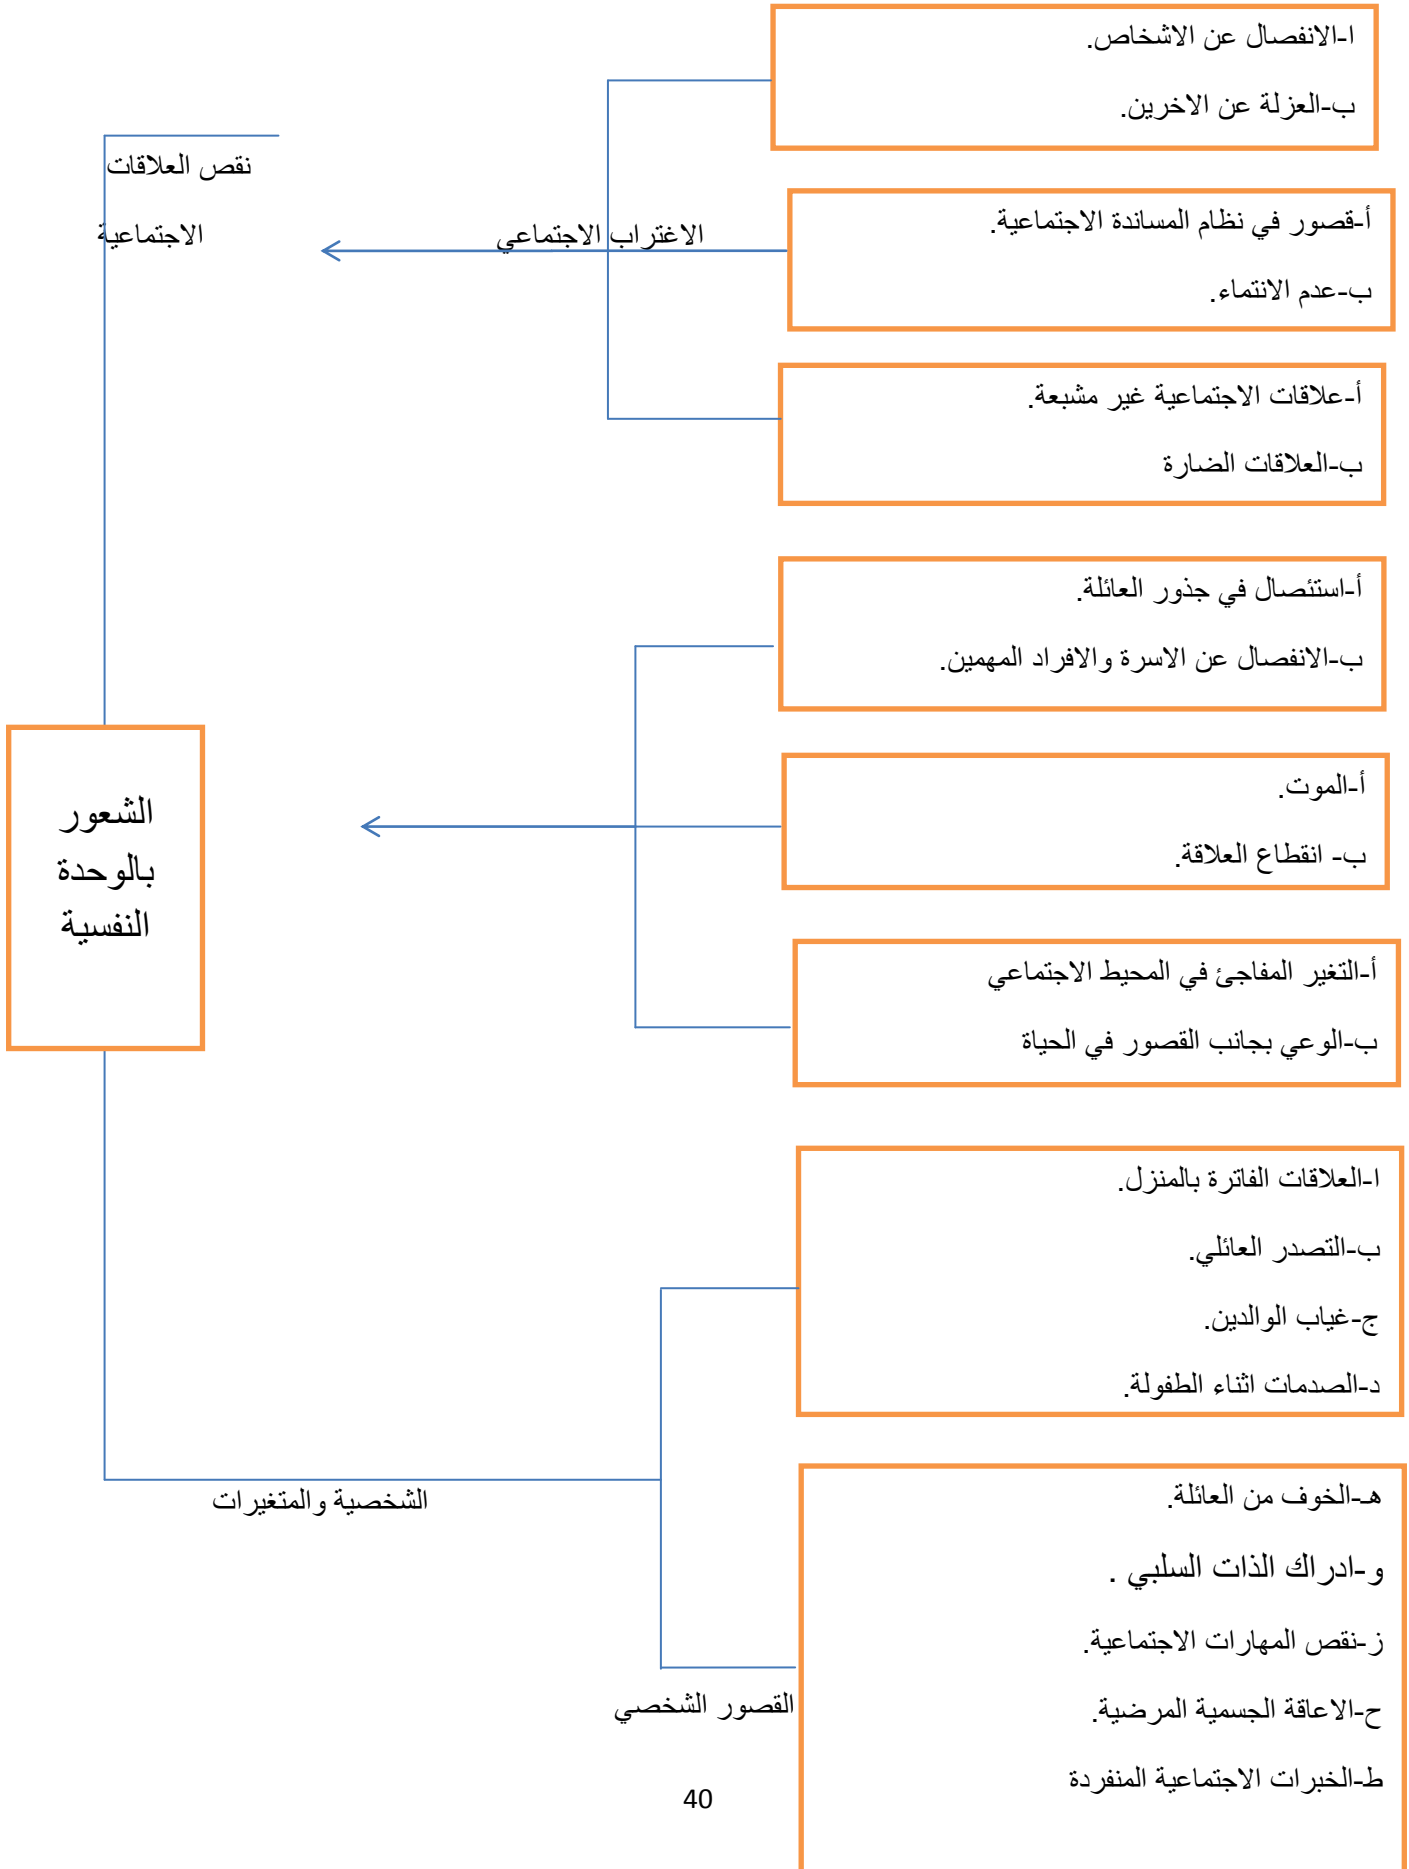 ا-الانفصال عن الاشخاص.
ب-العزلة عن الاخرين.
نقص العلاقات
الاجتماعية
الاغتراب الاجتماعي
أ-قصور في نظام المساندة الاجتماعية.
ب-عدم الانتماء.
أ-علاقات الاجتماعية غير مشبعة.
ب-العلاقات الضارة
أ-استئصال في جذور العائلة.
ب-الانفصال عن الاسرة والافراد المهمين.
الشعور
بالوحدة
النفسية
أ-الموت.
ب- انقطاع العلاقة.
أ-التغير المفاجئ في المحيط الاجتماعي
ب-الوعي بجانب القصور في الحياة
ا-العلاقات الفاترة بالمنزل.
ب-التصدر العائلي.
ج-غياب الوالدين.
د-الصدمات اثناء الطفولة.
الشخصية والمتغيرات
هـ-الخوف من العائلة.
و-ادراك الذات السلبي .
ز-نقص المهارات الاجتماعية.
القصور الشخصي
ح-الاعاقة الجسمية المرضية.
ط-الخبرات الاجتماعية المنفردة
40